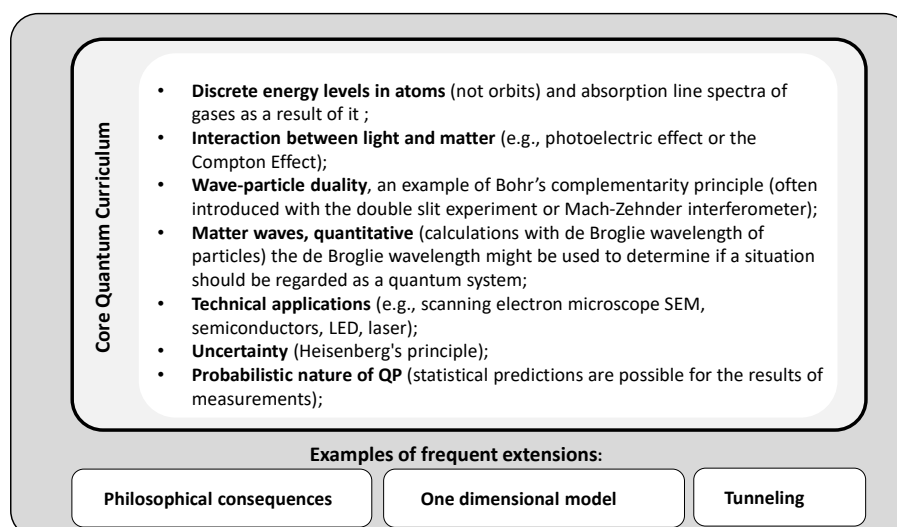 Core Quantum Curriculum
• Discrete energy levels in atoms (not orbits) and absorption line spectra of
gases as a result of it ;
• Interaction between light and matter (e.g., photoelectric effect or the
Compton Effect);
• Wave-particle duality, an example of Bohr's complementarity principle (often
introduced with the double slit experiment or Mach-Zehnder interferometer);
• Matter waves, quantitative (calculations with de Broglie wavelength of
particles) the de Broglie wavelength might be used to determine if a situation
should be regarded as a quantum system;
• Technical applications (e.g., scanning electron microscope SEM,
semiconductors, LED, laser);
• Uncertainty (Heisenberg's principle);
• Probabilistic nature of QP (statistical predictions are possible for the results of
measurements);
Examples of frequent extensions:
Philosophical consequences
One dimensional model
Tunneling